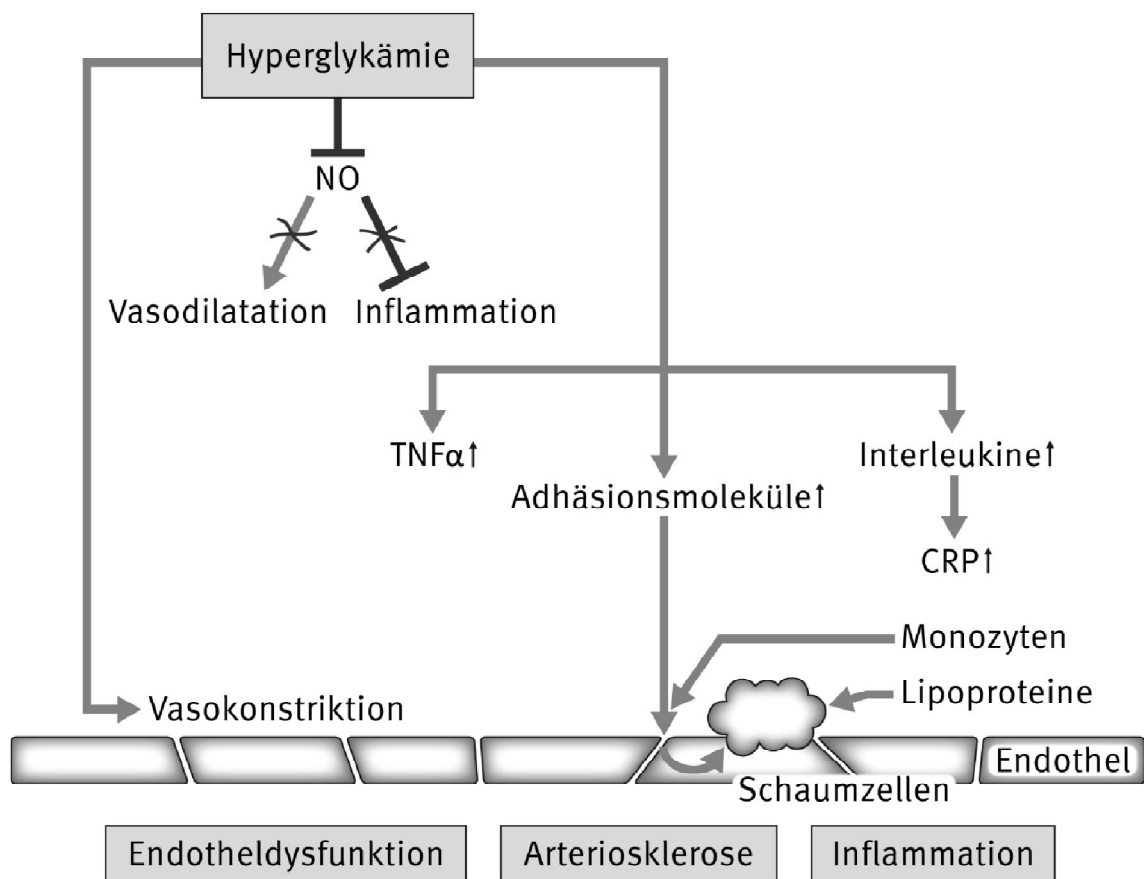 Hyperglykämie
NO
Vasodilatation
Inflammation
TNFα↑
Interleukine↑
Adhäsionsmoleküle↑
CRP↑
Monozyten
Lipoproteine
Vasokonstriktion
Endothel
Schaumzellen
Endotheldysfunktion
Arteriosklerose
Inflammation